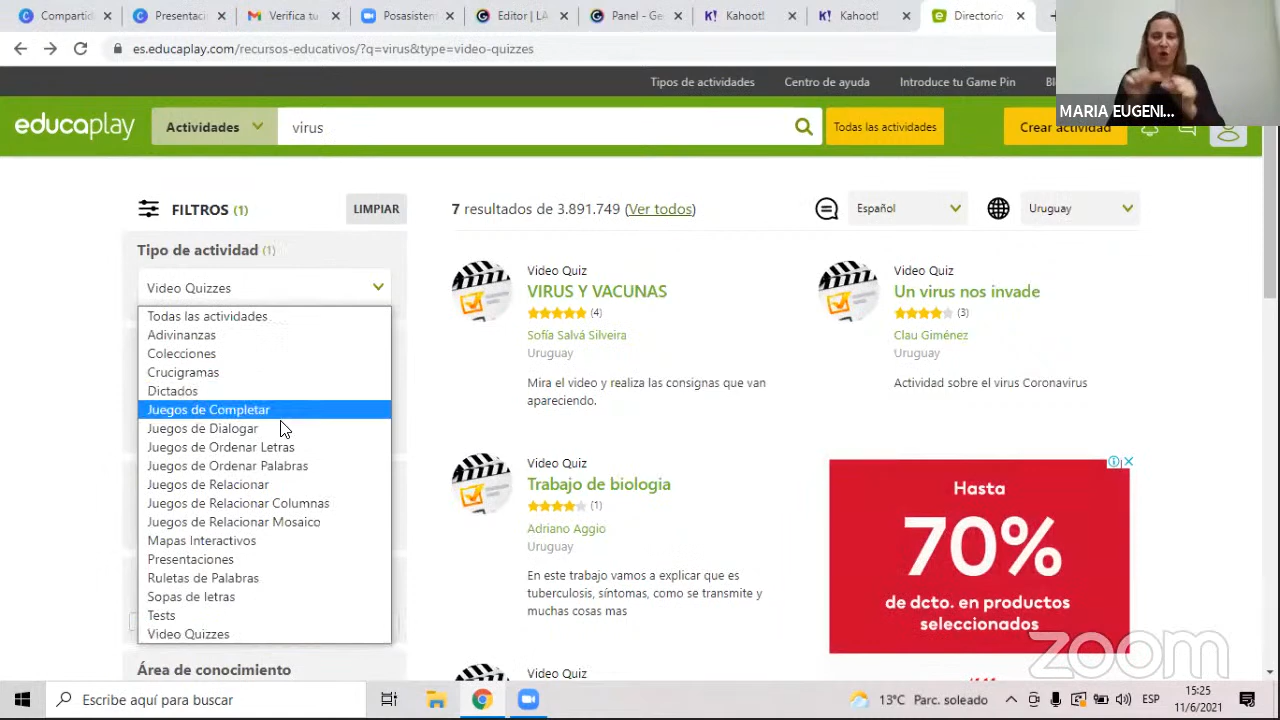 Comparti
Presentac
Verifica tu
Posasisten
Editor | LA
Panel - Ge
Kahoot!
Kahoot!
Directorio
es.educaplay.com/recursos-educativos/?q=virus&type=video-quizzes
Tipos de actividades
Centro de ayuda
Introduce tu Game Pin
MARIA EUGENI...
educaplay
Actividades
virus
Todas las actividades
Crear actividad
FILTROS (1)
LIMPIAR
7 resultados de 3.891.749 (Ver todos)
Español
Uruguay
Tipo de actividad (1)
Video Quizzes
Todas las actividades
Adivinanzas
Colecciones
Crucigramas
Dictados
Juegos de Completar
Juegos de Dialogar
Juegos de Ordenar Letras
Juegos de Ordenar Palabras
Juegos de Relacionar
Juegos de Relacionar Columnas
Juegos de Relacionar Mosaico
Mapas Interactivos
Presentaciones
Ruletas de Palabras
Sopas de letras
Tests
Video Quizzes
Área de conocimiento
Video Quiz
VIRUS Y VACUNAS
(4)
Sofía Salvá Silveira
Uruguay
Mira el video y realiza las consignas que van
apareciendo.
Video Quiz
Un virus nos invade
(3)
Clau Giménez
Uruguay
Actividad sobre el virus Coronavirus
Video Quiz
Trabajo de biologia
(1)
Adriano Aggio
Uruguay
En este trabajo vamos a explicar que es
tuberculosis, síntomas, como se transmite y
muchas cosas mas
Video Quiz
Hasta
70%
de dcto. en productos
seleccionados
zoom
Escribe aquí para buscar
13°C Parc. soleado
ESP
15:25
11/6/2021